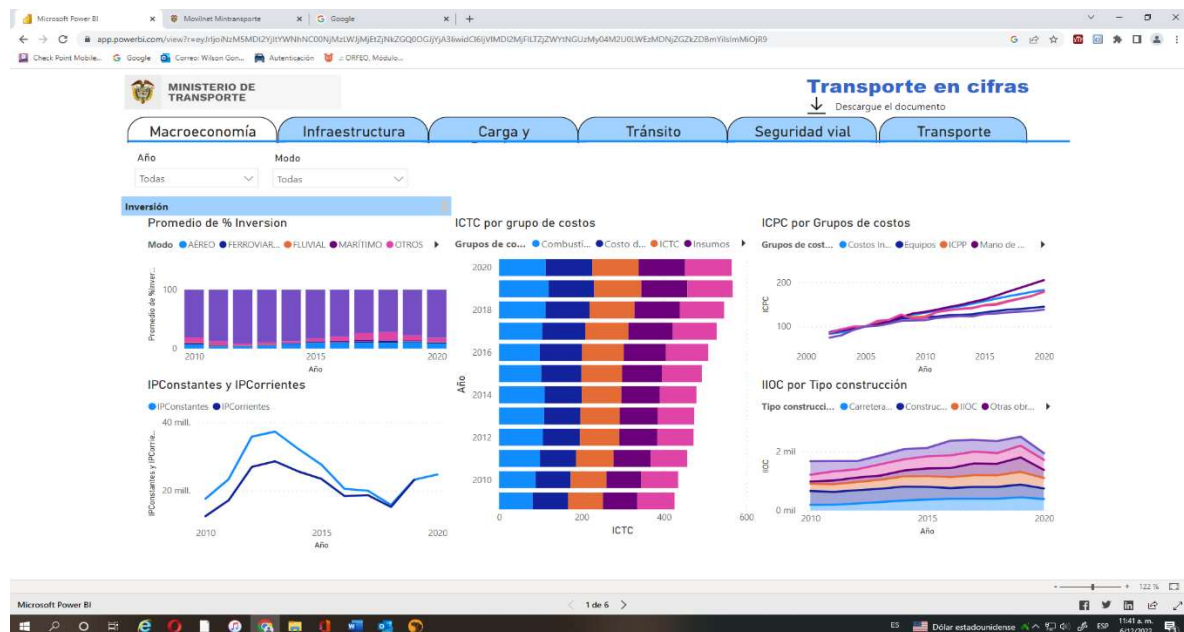 Microsoft Power BI
Movilnet Mintransporte
Google
Check Point Mobile...
Google
Correo: Wilson Gon...
Autenticación
.: ORFEO, Módulo...
MINISTERIO DE
TRANSPORTE
Transporte en cifras
Descargue el documento
Macroeconomía
Infraestructura
Carga y
Tránsito
Seguridad vial
Transporte
Año
Modo
Todas
Todas
Inversión
Promedio de % Inversion
Modo AÉREO FERROVIAR... FLUVIAL MARÍTIMO OTROS
Promedio de %Inver...
100
0
2010
2015
2020
Año
IPConstantes y IPCorrientes
IPConstantes IPCorrientes
IPConstantes y IPCorrie...
40 mill.
20 mill.
2010
2015
2020
Año
ICTC por grupo de costos
Grupos de co... Combusti... Costo d... ICTC Insumos
Año
2020
2018
2016
2014
2012
2010
0
200
400
600
ICTC
ICPC por Grupos de costos
Grupos de cost... Costos In... Equipos ICPP Mano de ...
ICPC
200
100
2000
2005
2010
2015
2020
Año
IIOC por Tipo construcción
Tipo construcci... Carretera... Construc... IIOC Otras obr...
IIOC
2 mil
0 mil
2010
2015
2020
Año
122 %
Microsoft Power BI
1 de 6
ES
Dólar estadounidense
ESP
11:41 a. m.
6/12/2022